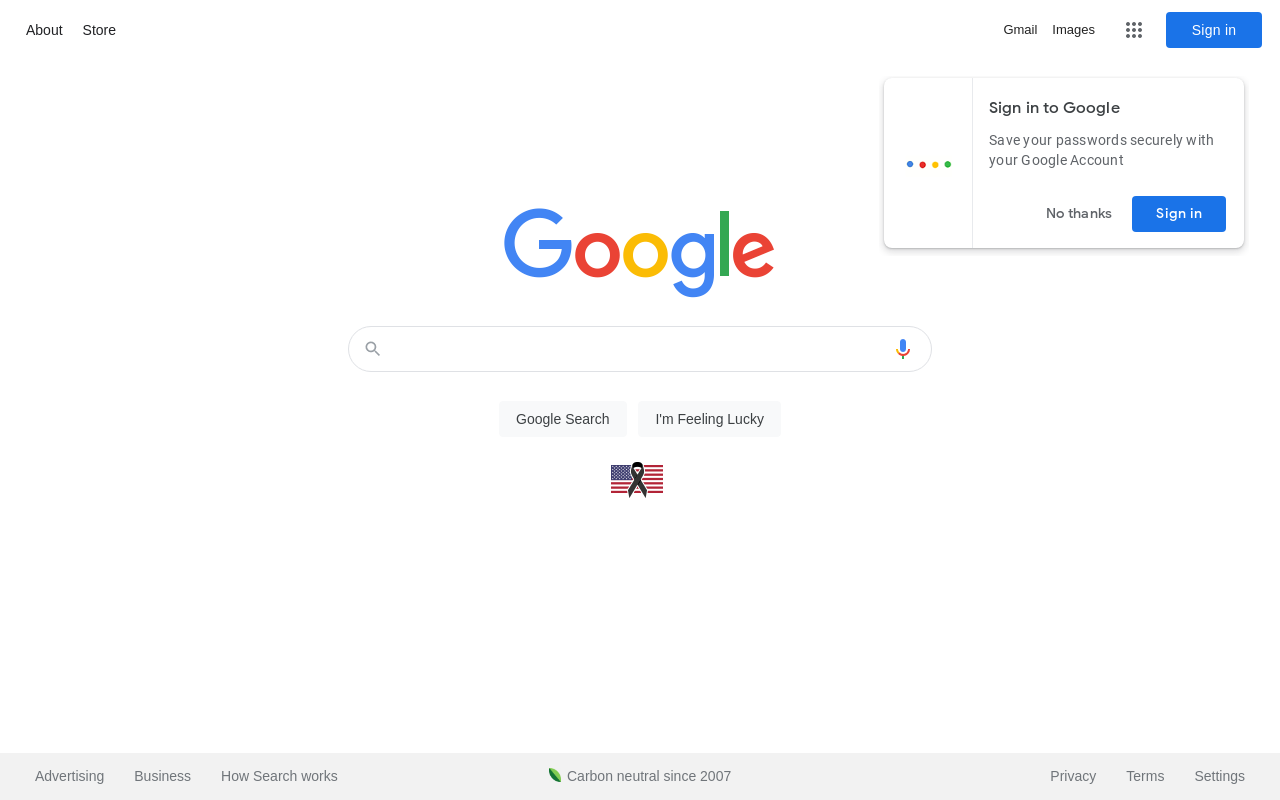 About Store
Gmail Images Sign in
Sign in to Google
Save your passwords securely with
your Google Account
No thanks Sign in
Google
Google Search I'm Feeling Lucky
Advertising Business How Search works Carbon neutral since 2007 Privacy Terms Settings